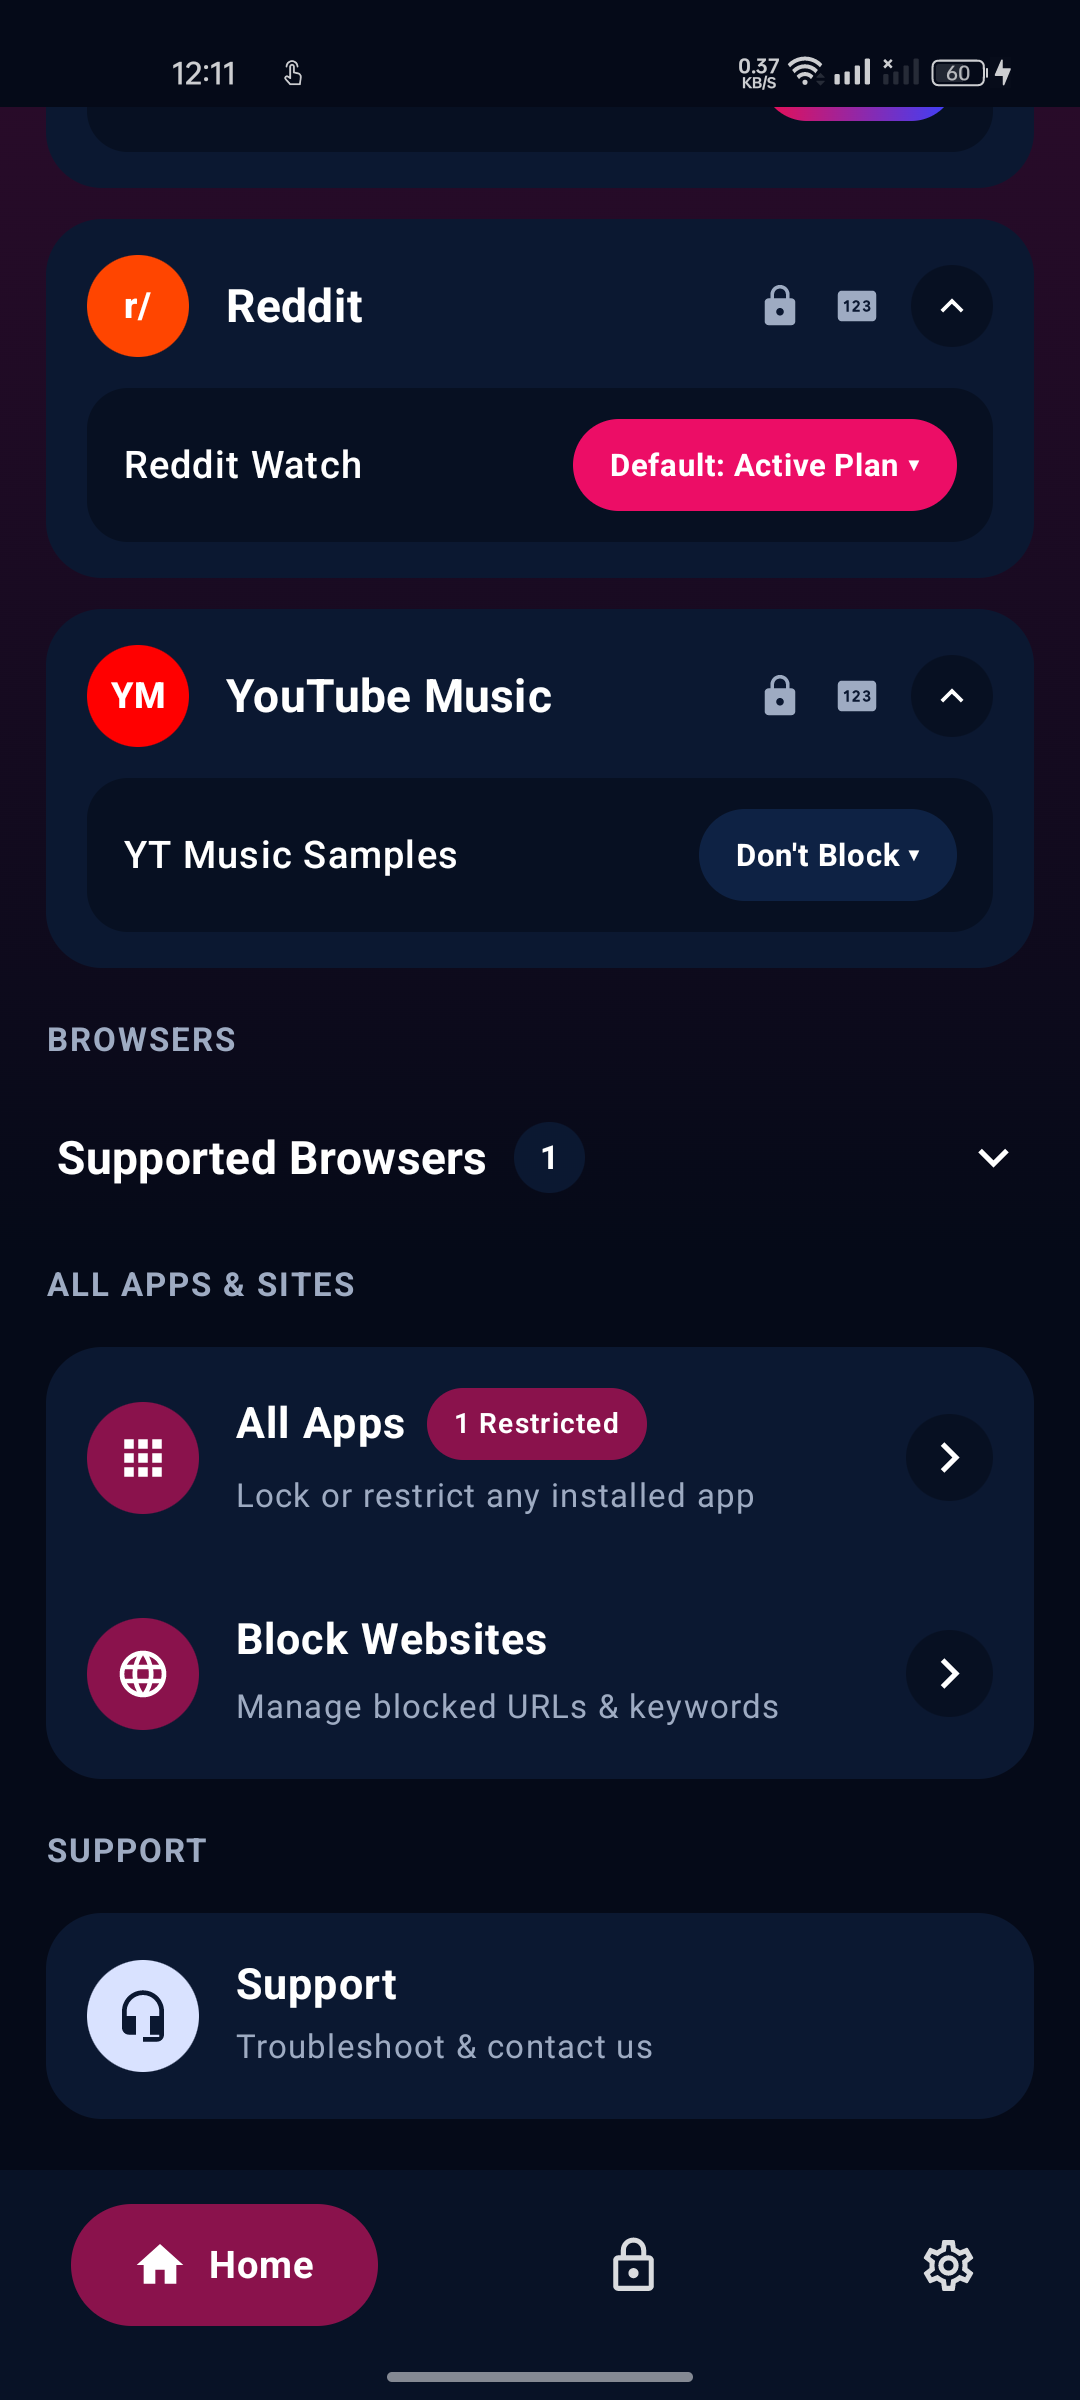 12:11
0.37
KB/S
60
r/
Reddit
123
Reddit Watch
Default: Active Plan ▾
YM
YouTube Music
123
YT Music Samples
Don't Block ▾
BROWSERS
Supported Browsers
1
ALL APPS & SITES
All Apps
1 Restricted
Lock or restrict any installed app
Block Websites
Manage blocked URLs & keywords
SUPPORT
Support
Troubleshoot & contact us
Home